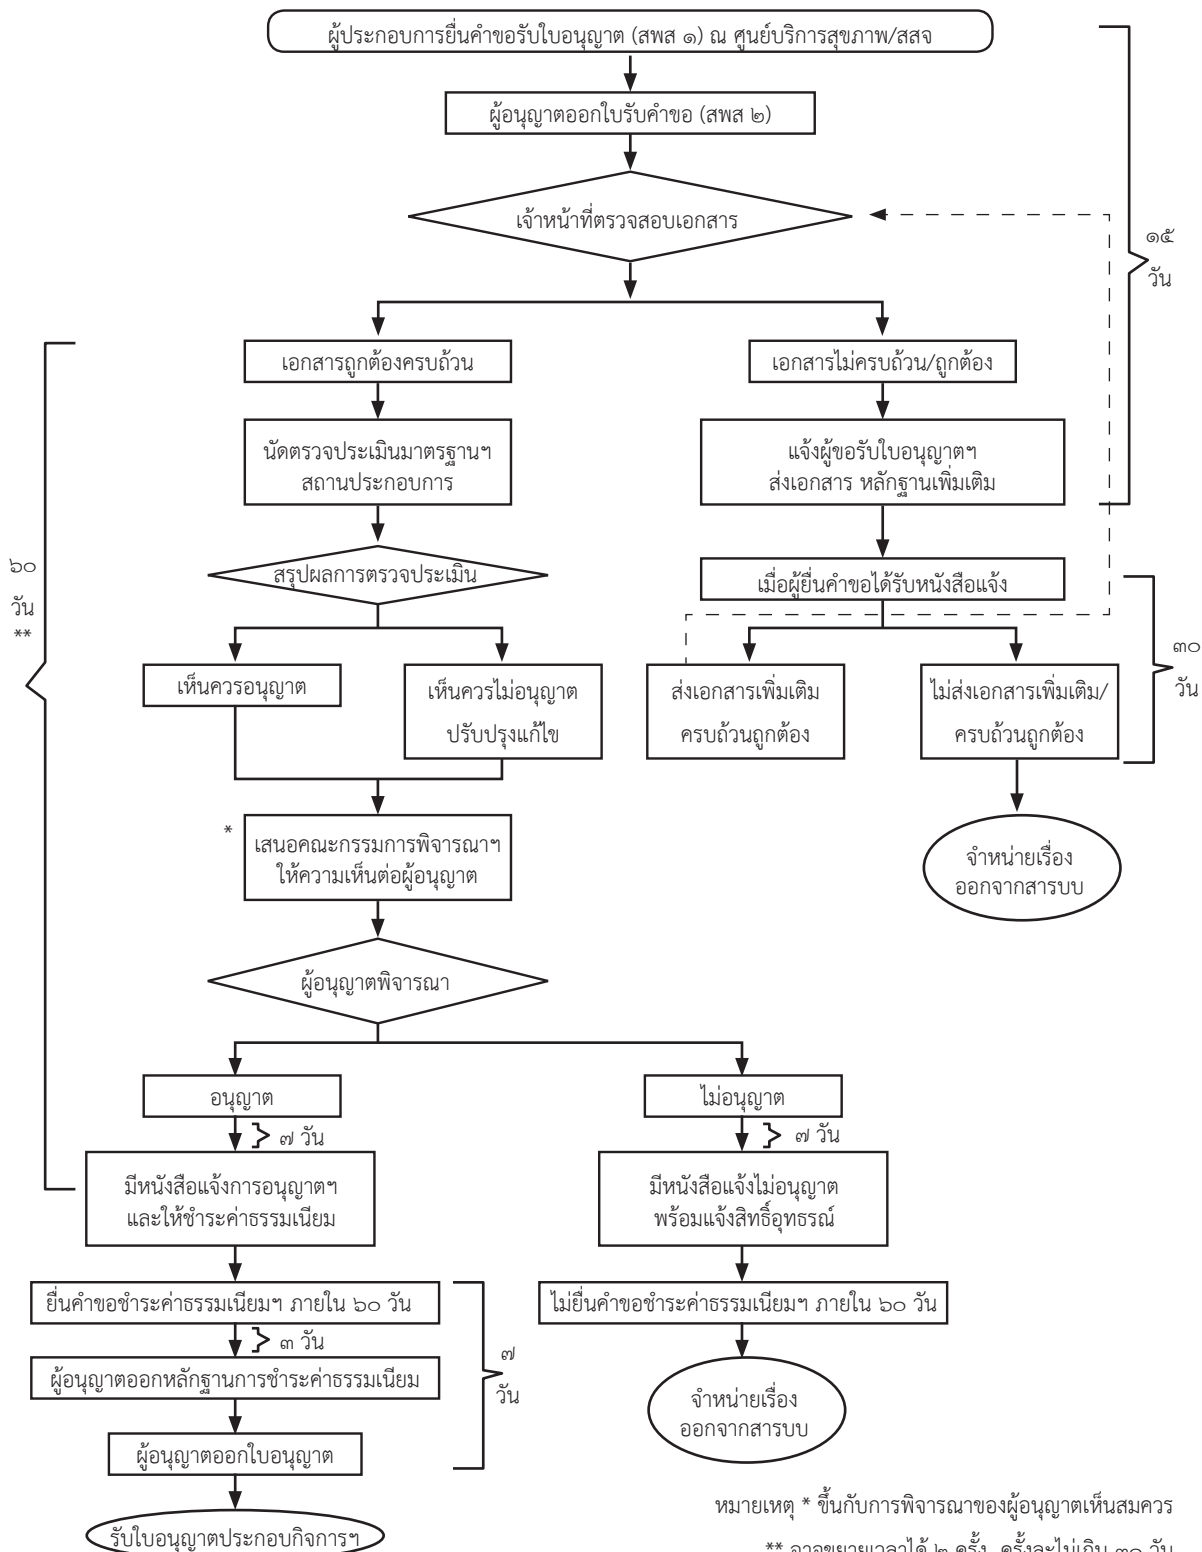 ผู้ประกอบการยื่นคำขอรับใบอนุญาต (สพส ๑) ณ ศูนย์บริการสุขภาพ/สสจ
ผู้อนุญาตออกใบรับคำขอ (สพส ๒)
เจ้าหน้าที่ตรวจสอบเอกสาร
๑๕
วัน
เอกสารถูกต้องครบถ้วน
เอกสารไม่ครบถ้วน/ถูกต้อง
นัดตรวจประเมินมาตรฐานฯ
สถานประกอบการ
แจ้งผู้ขอรับใบอนุญาตฯ
ส่งเอกสาร หลักฐานเพิ่มเติม
๖๐
วัน
**
สรุปผลการตรวจประเมิน
เมื่อผู้ยื่นคำขอได้รับหนังสือแจ้ง
๓๐
วัน
เห็นควรอนุญาต
เห็นควรไม่อนุญาต
ปรับปรุงแก้ไข
ส่งเอกสารเพิ่มเติม
ครบถ้วนถูกต้อง
ไม่ส่งเอกสารเพิ่มเติม/
ครบถ้วนถูกต้อง
*
เสนอคณะกรรมการพิจารณาฯ
ให้ความเห็นต่อผู้อนุญาต
จำหน่ายเรื่อง
ออกจากสารบบ
ผู้อนุญาตพิจารณา
อนุญาต
ไม่อนุญาต
๗ วัน
๗ วัน
มีหนังสือแจ้งการอนุญาตฯ
และให้ชำระค่าธรรมเนียม
มีหนังสือแจ้งไม่อนุญาต
พร้อมแจ้งสิทธิ์อุทธรณ์
ยื่นคำขอชำระค่าธรรมเนียมฯ ภายใน ๖๐ วัน
ไม่ยื่นคำขอชำระค่าธรรมเนียมฯ ภายใน ๖๐ วัน
๓ วัน
๗
วัน
ผู้อนุญาตออกหลักฐานการชำระค่าธรรมเนียม
จำหน่ายเรื่อง
ออกจากสารบบ
ผู้อนุญาตออกใบอนุญาต
รับใบอนุญาตประกอบกิจการฯ
หมายเหตุ * ขึ้นกับการพิจารณาของผู้อนุญาตเห็นสมควร
** อาจขยายเวลาได้ ๒ ครั้ง ครั้งละไม่เกิน ๓๐ วัน